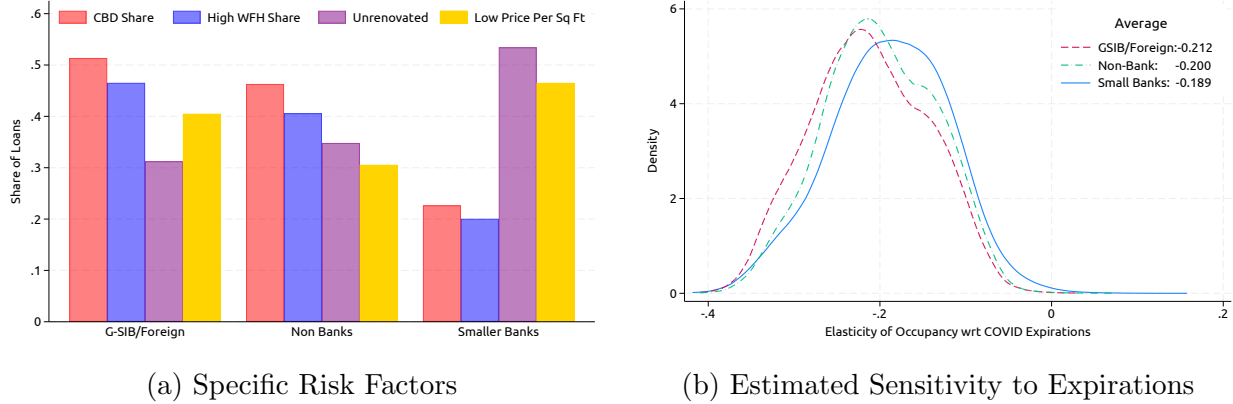 CBD Share High WFH Share Unrenovated Low Price Per Sq Ft
.6
.5
.4
.3
.2
.1
0
Share of Loans
G-SIB/Foreign Non Banks Smaller Banks
(a) Specific Risk Factors
Average
GSIB/Foreign:-0.212
Non-Bank: -0.200
Small Banks: -0.189
6
4
2
0
Density
-.4 -.2 0 .2
Elasticity of Occupancy wrt COVID Expirations
(b) Estimated Sensitivity to Expirations